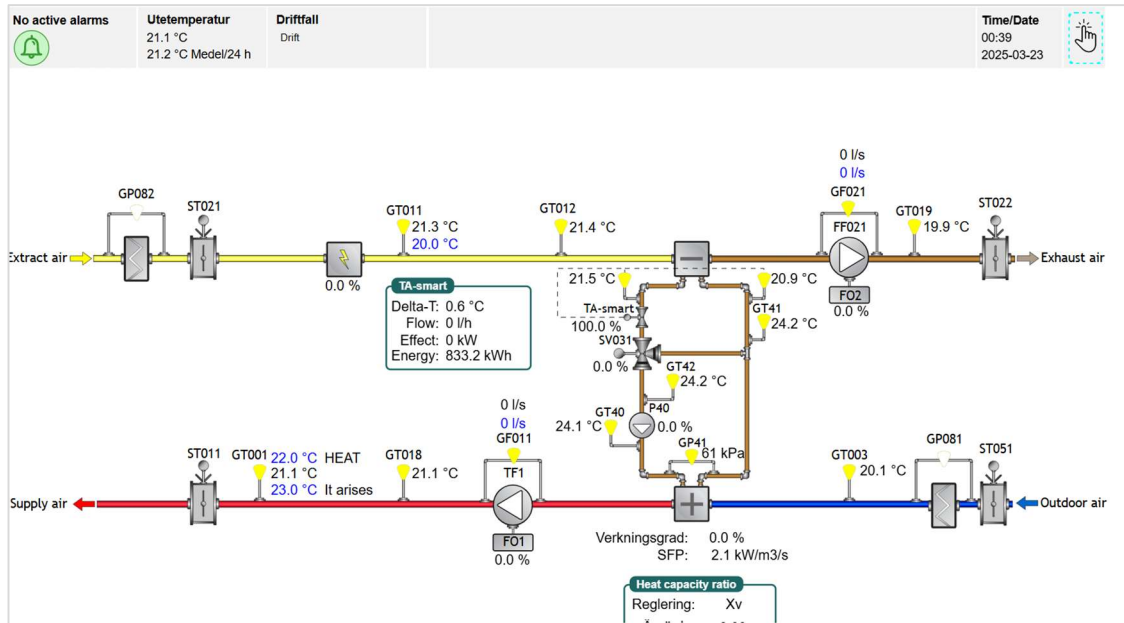 No active alarms
Utetemperatur
21.1 °C
21.2 °C Medel/24 h
Driftfall
Drift
Time/Date
00:39
2025-03-23
0 l/s
0 l/s
GP082
ST021
GT011
21.3 °C
20.0 °C
GT012
21.4 °C
GF021
FF021
GT019
19.9 °C
ST022
Extract air
Exhaust air
0.0 %
FO2
0.0 %
TA-smart
Delta-T: 0.6 °C
Flow: 0 l/h
Effect: 0 kW
Energy: 833.2 kWh
21.5 °C
20.9 °C
TA-smart
100.0 %
GT41
24.2 °C
SV031
0.0 %
GT42
24.2 °C
GT40
24.1 °C
P40
0.0 %
GP41
61 kPa
0 l/s
0 l/s
GF011
TF1
ST011
GT001
22.0 °C HEAT
21.1 °C
23.0 °C It arises
GT018
21.1 °C
GT003
20.1 °C
GP081
ST051
Supply air
Outdoor air
FO1
0.0 %
Verkningsgrad: 0.0 %
SFP: 2.1 kW/m3/s
Heat capacity ratio
Reglering: Xv